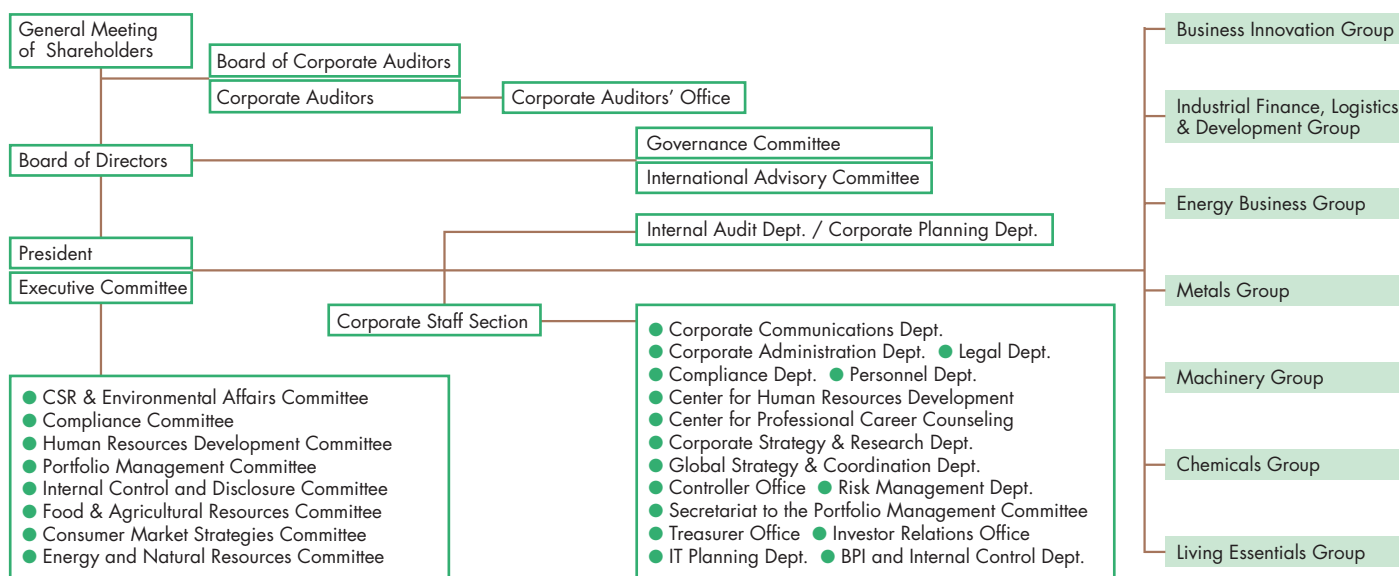 General Meeting
of Shareholders
Board of Corporate Auditors
Corporate Auditors
Corporate Auditors’ Office
Board of Directors
Governance Committee
International Advisory Committee
President
Executive Committee
Internal Audit Dept. / Corporate Planning Dept.
Corporate Staff Section
● CSR & Environmental Affairs Committee
● Compliance Committee
● Human Resources Development Committee
● Portfolio Management Committee
● Internal Control and Disclosure Committee
● Food & Agricultural Resources Committee
● Consumer Market Strategies Committee
● Energy and Natural Resources Committee
● Corporate Communications Dept.
● Corporate Administration Dept. ● Legal Dept.
● Compliance Dept. ● Personnel Dept.
● Center for Human Resources Development
● Center for Professional Career Counseling
● Corporate Strategy & Research Dept.
● Global Strategy & Coordination Dept.
● Controller Office ● Risk Management Dept.
● Secretariat to the Portfolio Management Committee
● Treasurer Office ● Investor Relations Office
● IT Planning Dept. ● BPI and Internal Control Dept.
Business Innovation Group
Industrial Finance, Logistics
& Development Group
Energy Business Group
Metals Group
Machinery Group
Chemicals Group
Living Essentials Group